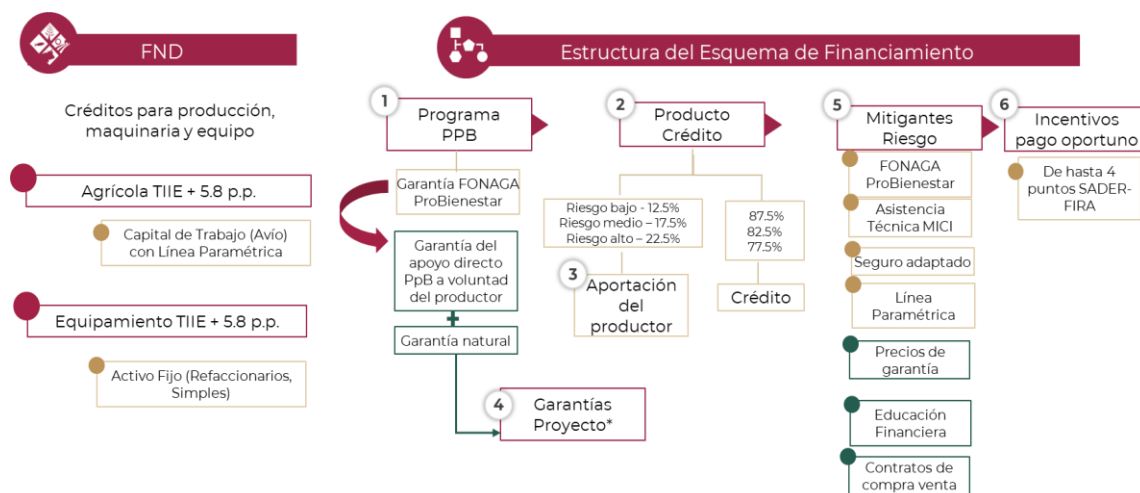 FND
Créditos para producción,
maquinaria y equipo
Agrícola TIIE + 5.8 p.p.
Capital de Trabajo (Avío)
con Línea Paramétrica
Equipamiento TIIE + 5.8 p.p.
Activo Fijo (Refaccionarios,
Simples)
Estructura del Esquema de Financiamiento
1
Programa
PPB
Garantía FONAGA
ProBienestar
Garantía del
apoyo directo
PpB a voluntad
del productor
+
Garantía natural
2
Producto
Crédito
Riesgo bajo - 12.5%
Riesgo medio – 17.5%
Riesgo alto – 22.5%
87.5%
82.5%
77.5%
3
Aportación
del
productor
Crédito
4
Garantías
Proyecto*
5
Mitigantes
Riesgo
FONAGA
ProBienestar
Asistencia
Técnica MICI
Seguro adaptado
Línea
Paramétrica
Precios de
garantía
Educación
Financiera
Contratos de
compra venta
6
Incentivos
pago oportuno
De hasta 4
puntos SADER-
FIRA